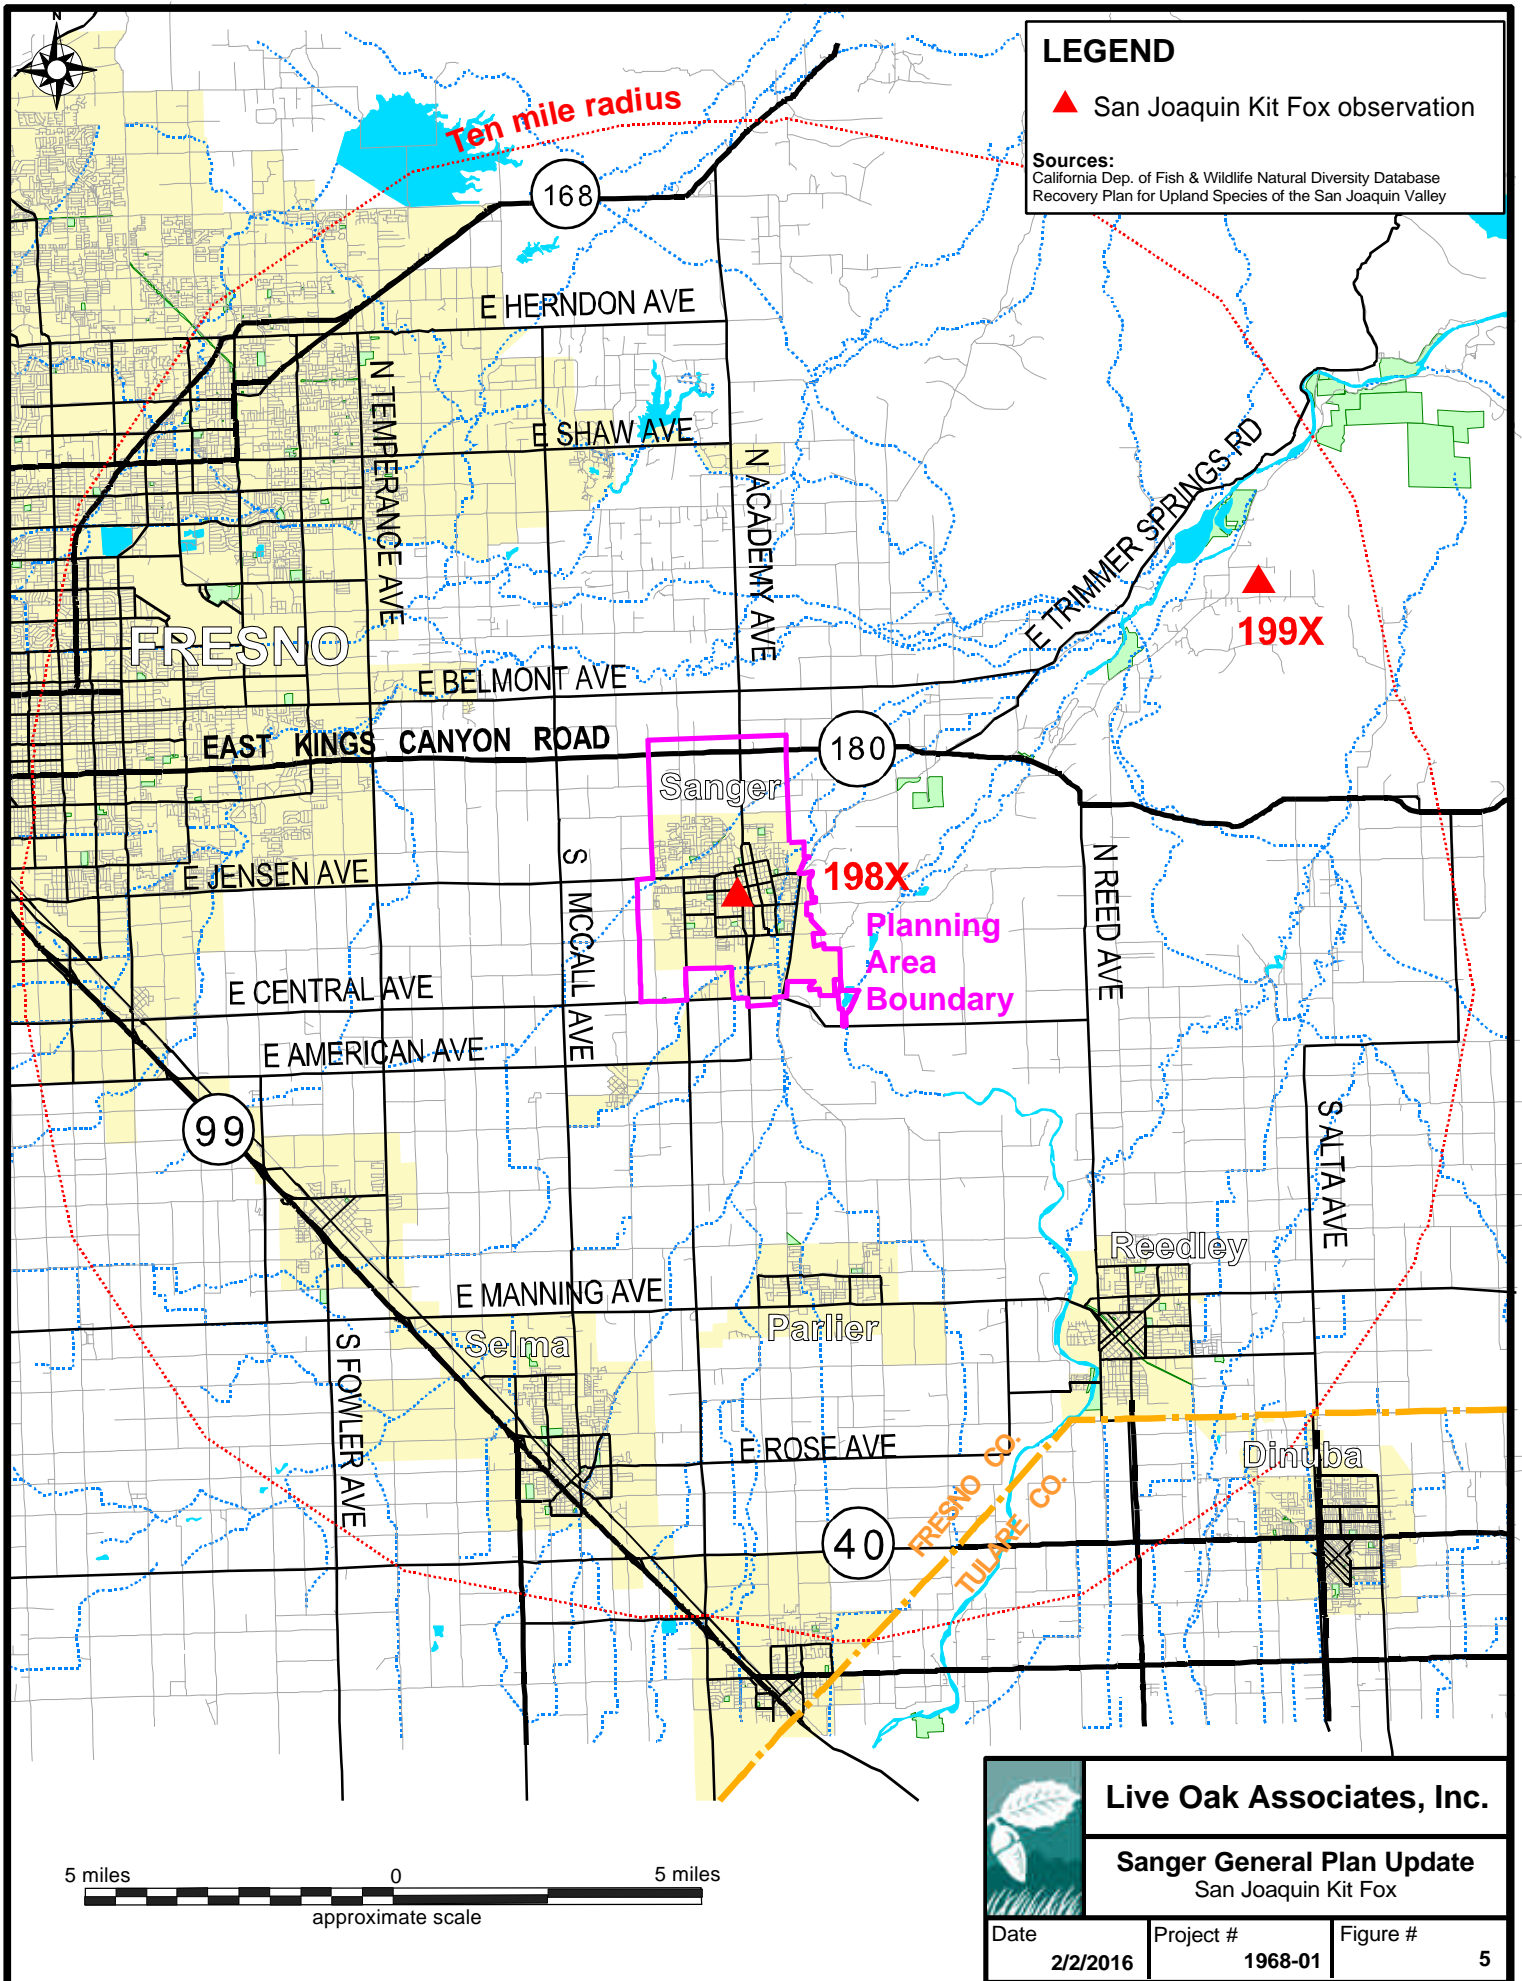 N
LEGEND
San Joaquin Kit Fox observation
Sources:
California Dep. of Fish & Wildlife Natural Diversity Database
Recovery Plan for Upland Species of the San Joaquin Valley
Ten mile radius
168
E HERNDON AVE
N TEMPERANCE AVE
E SHAW AVE
N ACADEMY AVE
E TRIMMER SPRINGS RD
199X
FRESNO
E BELMONT AVE
EAST KINGS CANYON ROAD
180
Sanger
E JENSEN AVE
S MCCALL AVE
198X
Planning
Area
Boundary
N REED AVE
E CENTRAL AVE
E AMERICAN AVE
99
S ALTA AVE
Reedley
E MANNING AVE
Selma
Parlier
S FOWLER AVE
E ROSE AVE
Dinuba
FRESNO CO.
TULARE CO.
40
5 miles 0 5 miles
approximate scale
Live Oak Associates, Inc.
Sanger General Plan Update
San Joaquin Kit Fox
Date
2/2/2016
Project #
1968-01
Figure #
5